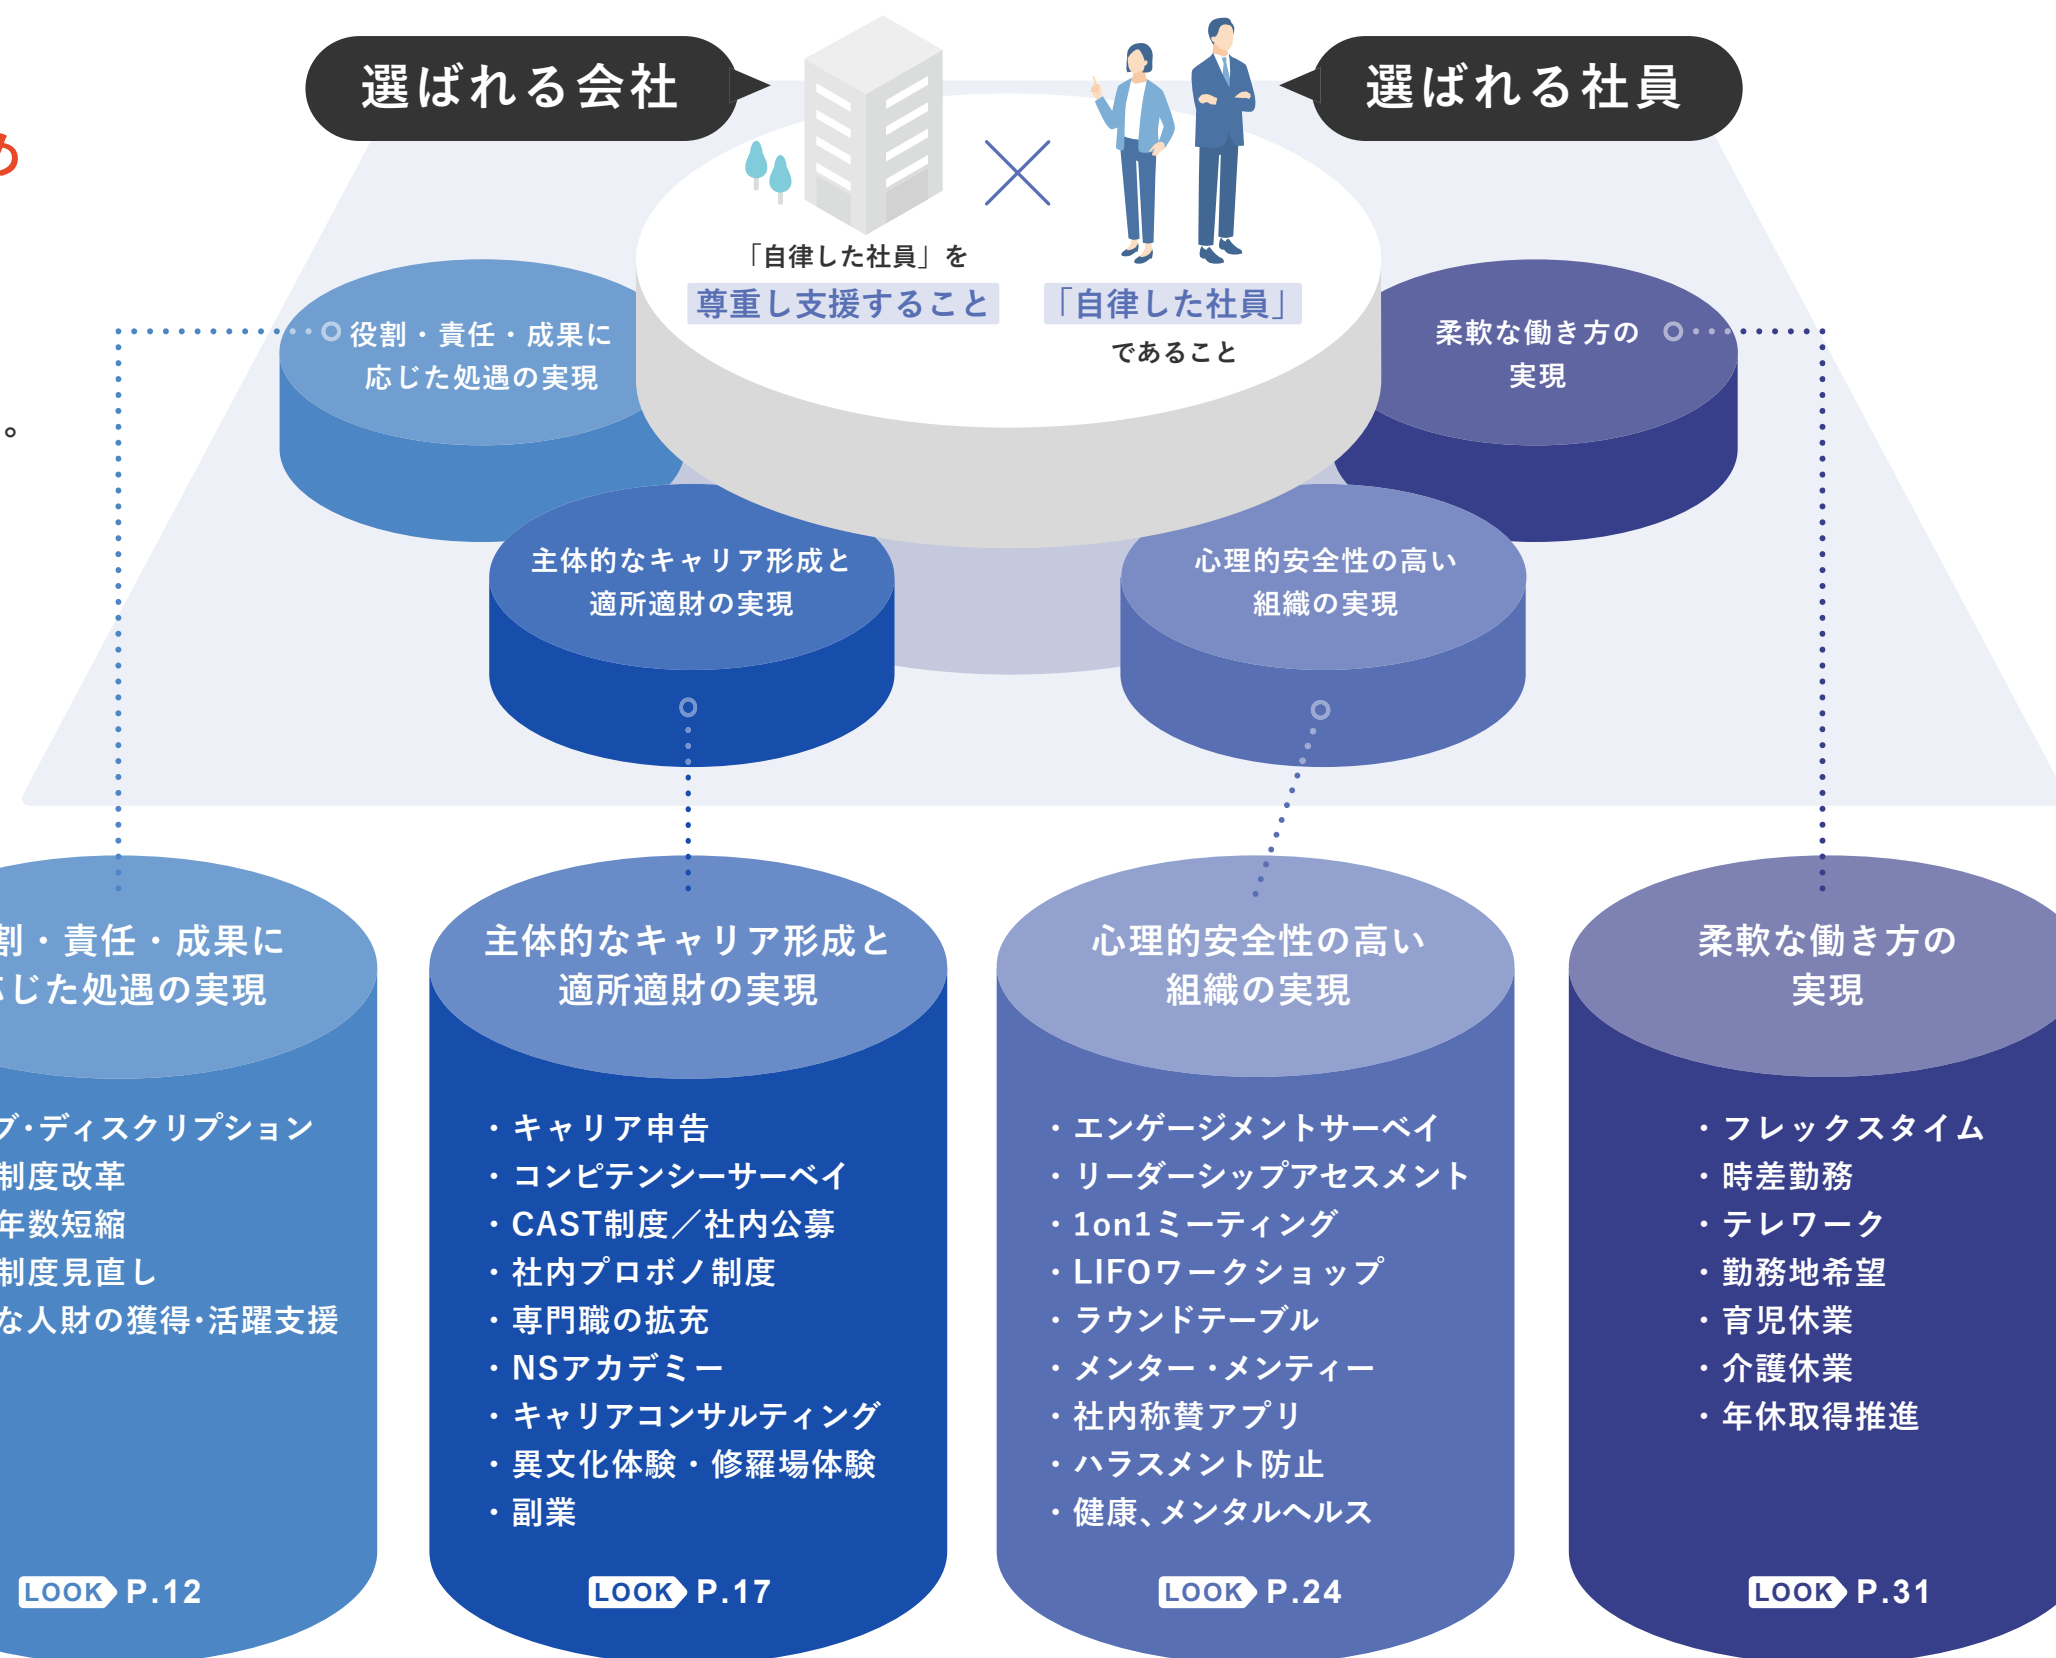 選ばれる会社
選ばれる社員
め
。
「自律した社員」を
尊重し支援すること
「自律した社員」
であること
役割・責任・成果に
応じた処遇の実現
柔軟な働き方の
実現
主体的なキャリア形成と
適所適財の実現
心理的安全性の高い
組織の実現
割・責任・成果に
じた処遇の実現
ブ・ディスクリプション
制度改革
年数短縮
制度見直し
な人財の獲得・活躍支援
LOOK P.12
主体的なキャリア形成と
適所適財の実現
・キャリア申告
・コンピテンシーサーベイ
・CAST制度／社内公募
・社内プロボノ制度
・専門職の拡充
・NSアカデミー
・キャリアコンサルティング
・異文化体験・修羅場体験
・副業
LOOK P.17
心理的安全性の高い
組織の実現
・エンゲージメントサーベイ
・リーダーシップアセスメント
・1on1ミーティング
・LIFOワークショップ
・ラウンドテーブル
・メンター・メンティー
・社内称賛アプリ
・ハラスメント防止
・健康、メンタルヘルス
LOOK P.24
柔軟な働き方の
実現
・フレックスタイム
・時差勤務
・テレワーク
・勤務地希望
・育児休業
・介護休業
・年休取得推進
LOOK P.31